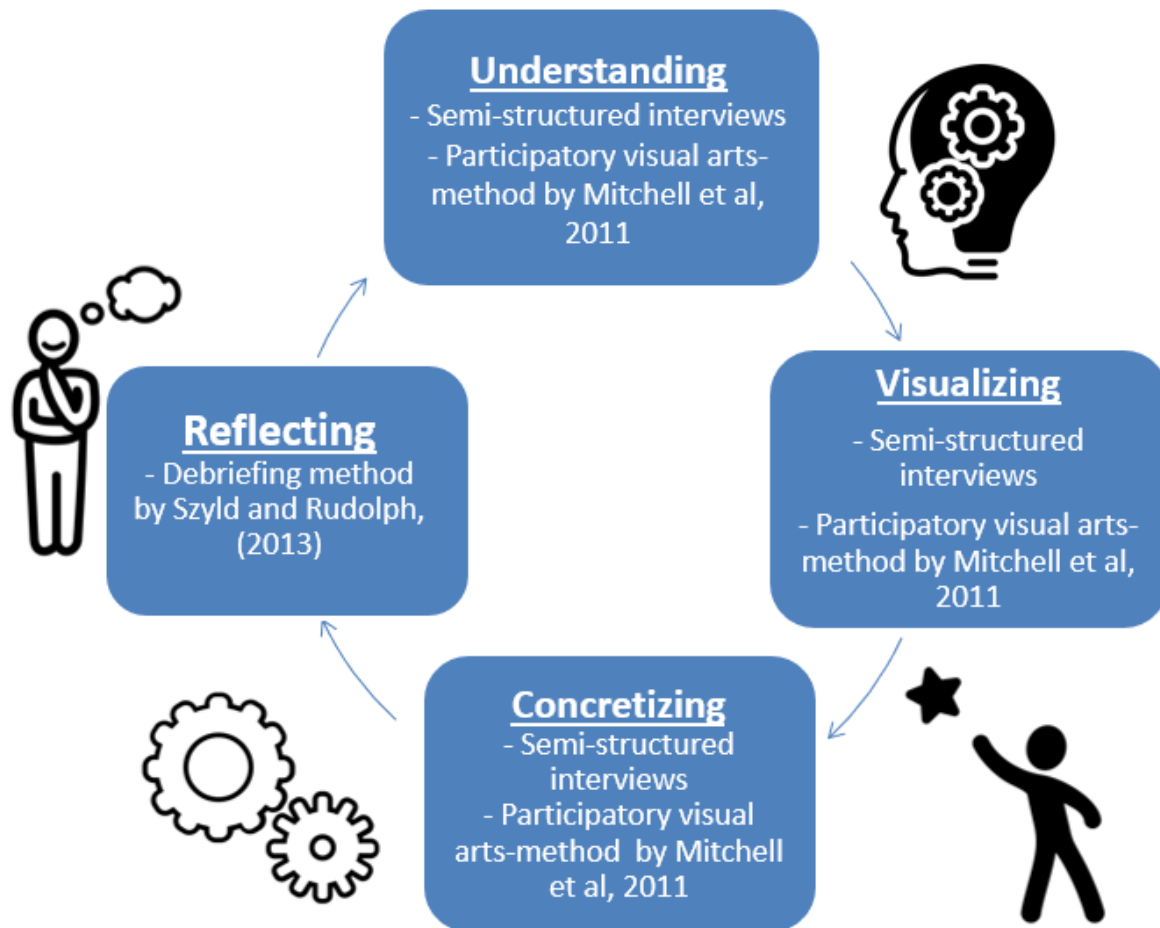 Understanding
- Semi-structured interviews
- Participatory visual arts-
method by Mitchell et al,
2011
Visualizing
- Semi-structured
interviews
- Participatory visual arts-
method by Mitchell et al,
2011
Concretizing
- Semi-structured
interviews
- Participatory visual
arts-method by Mitchell
et al, 2011
Reflecting
- Debriefing method
by Szyld and Rudolph,
(2013)